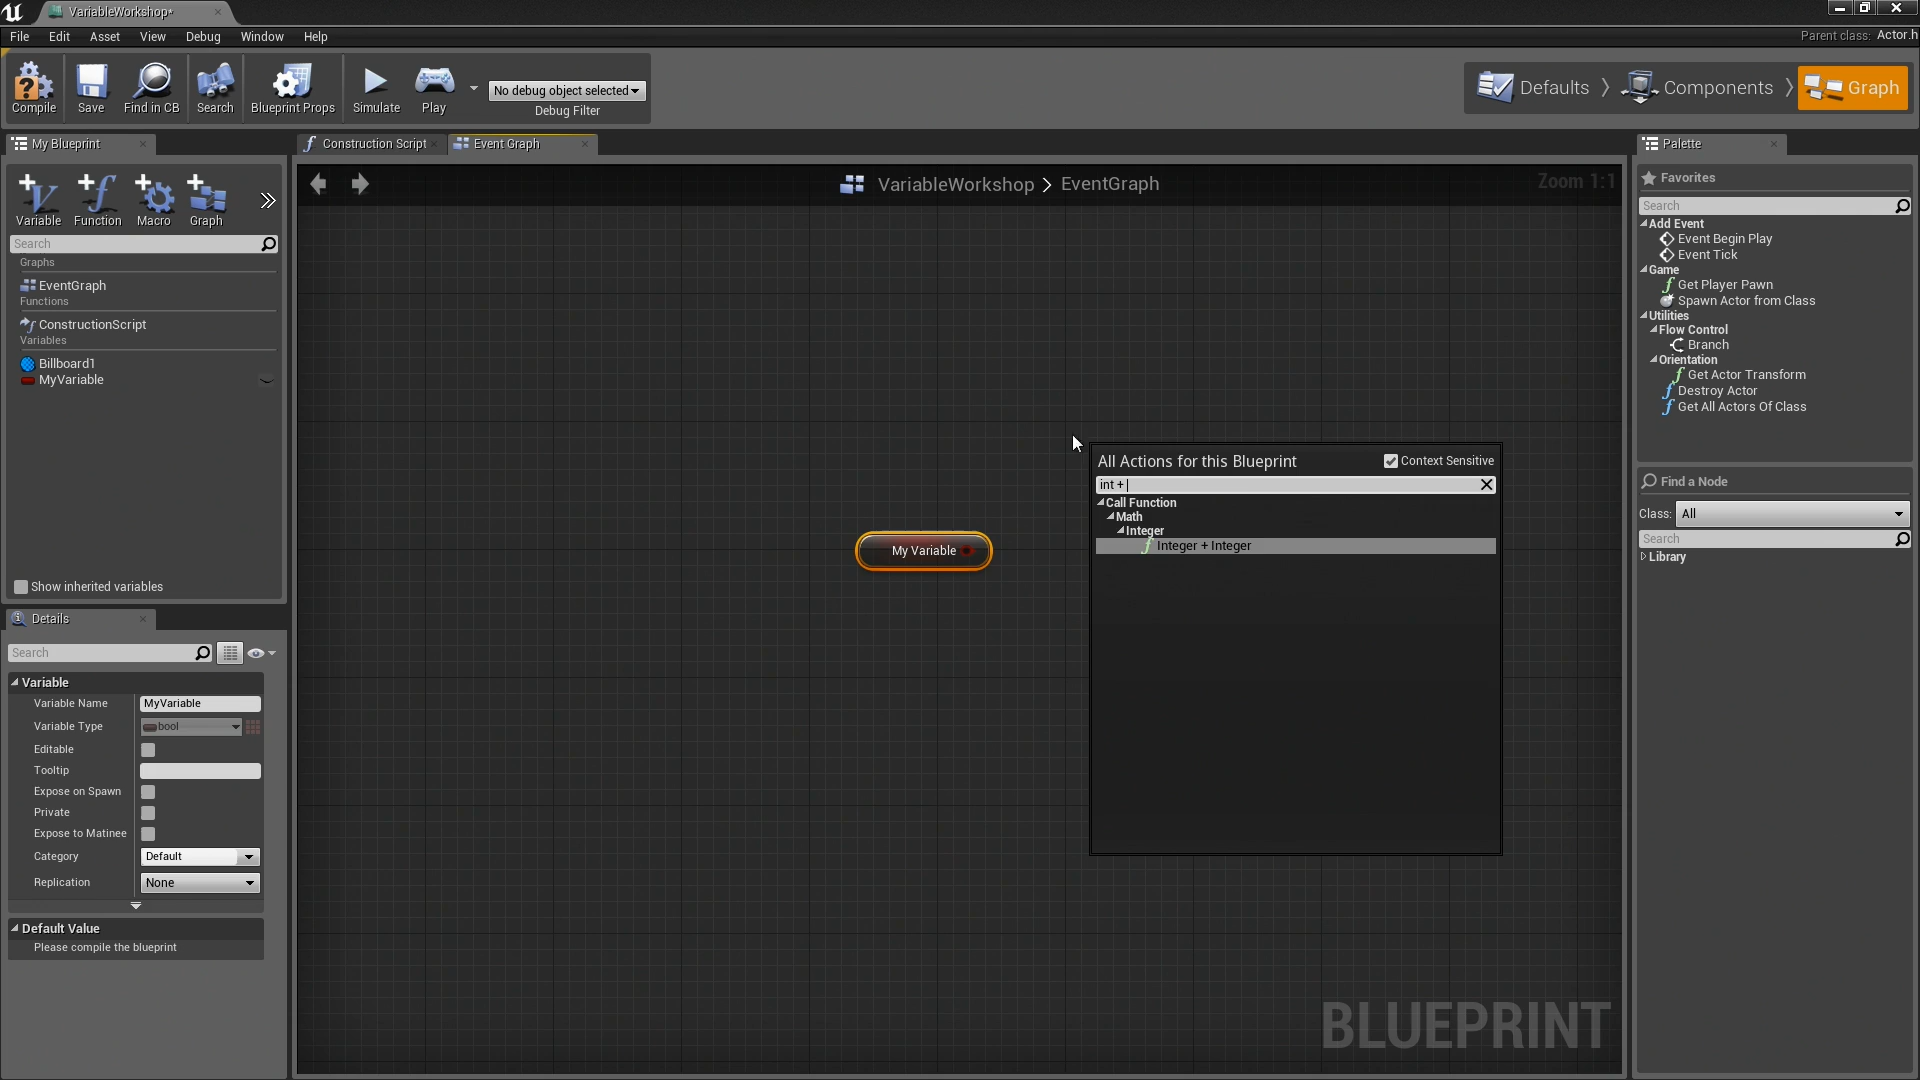 VariableWorkshop*
File Edit Asset View Debug Window Help
Parent class: Actor.h
Compile Save Find in CB Search Blueprint Props Simulate Play
No debug object selected
Debug Filter
Defaults Components Graph
My Blueprint
Variable Function Macro Graph
Search
Graphs
EventGraph
Functions
ConstructionScript
Variables
Billboard1
MyVariable
Show inherited variables
Details
Search
Variable
Variable Name MyVariable
Variable Type bool
Editable
Tooltip
Expose on Spawn
Private
Expose to Matinee
Category Default
Replication None
Default Value
Please compile the blueprint
Construction Script Event Graph
VariableWorkshop > EventGraph
Zoom 1:1
My Variable
All Actions for this Blueprint Context Sensitive
int +
Call Function
Math
Integer
Integer + Integer
BLUEPRINT
Palette
Favorites
Search
Add Event
Event Begin Play
Event Tick
Game
Get Player Pawn
Spawn Actor from Class
Utilities
Flow Control
Branch
Orientation
Get Actor Transform
Destroy Actor
Get All Actors Of Class
Find a Node
Class: All
Search
Library